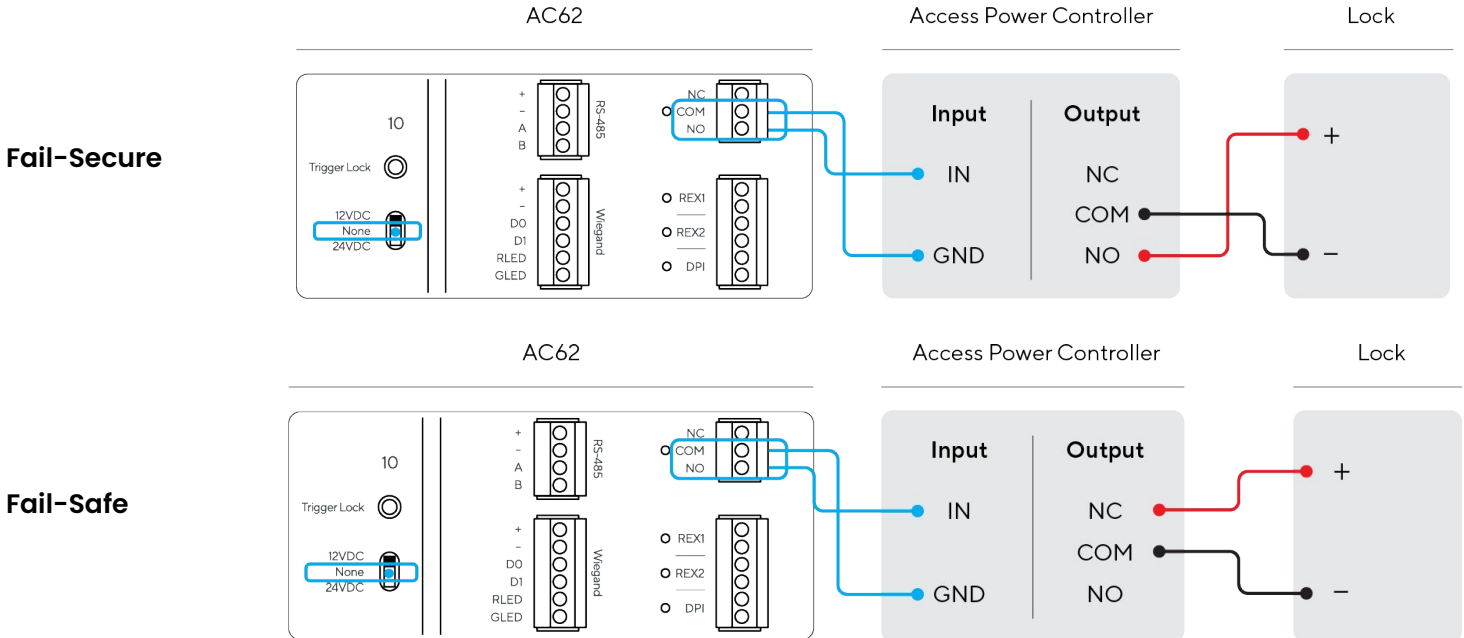 AC62
Access Power Controller
Lock
Fail-Secure
10
Trigger Lock
12VDC
None
24VDC
+
-
A
B
RS-485
+
-
D0
D1
RLED
GLED
Wiegand
NC
COM
NO
REX1
REX2
DPI
Input
IN
GND
Output
NC
COM
NO
+
-
AC62
Access Power Controller
Lock
Fail-Safe
10
Trigger Lock
12VDC
None
24VDC
+
-
A
B
RS-485
+
-
D0
D1
RLED
GLED
Wiegand
NC
COM
NO
REX1
REX2
DPI
Input
IN
GND
Output
NC
COM
NO
+
-